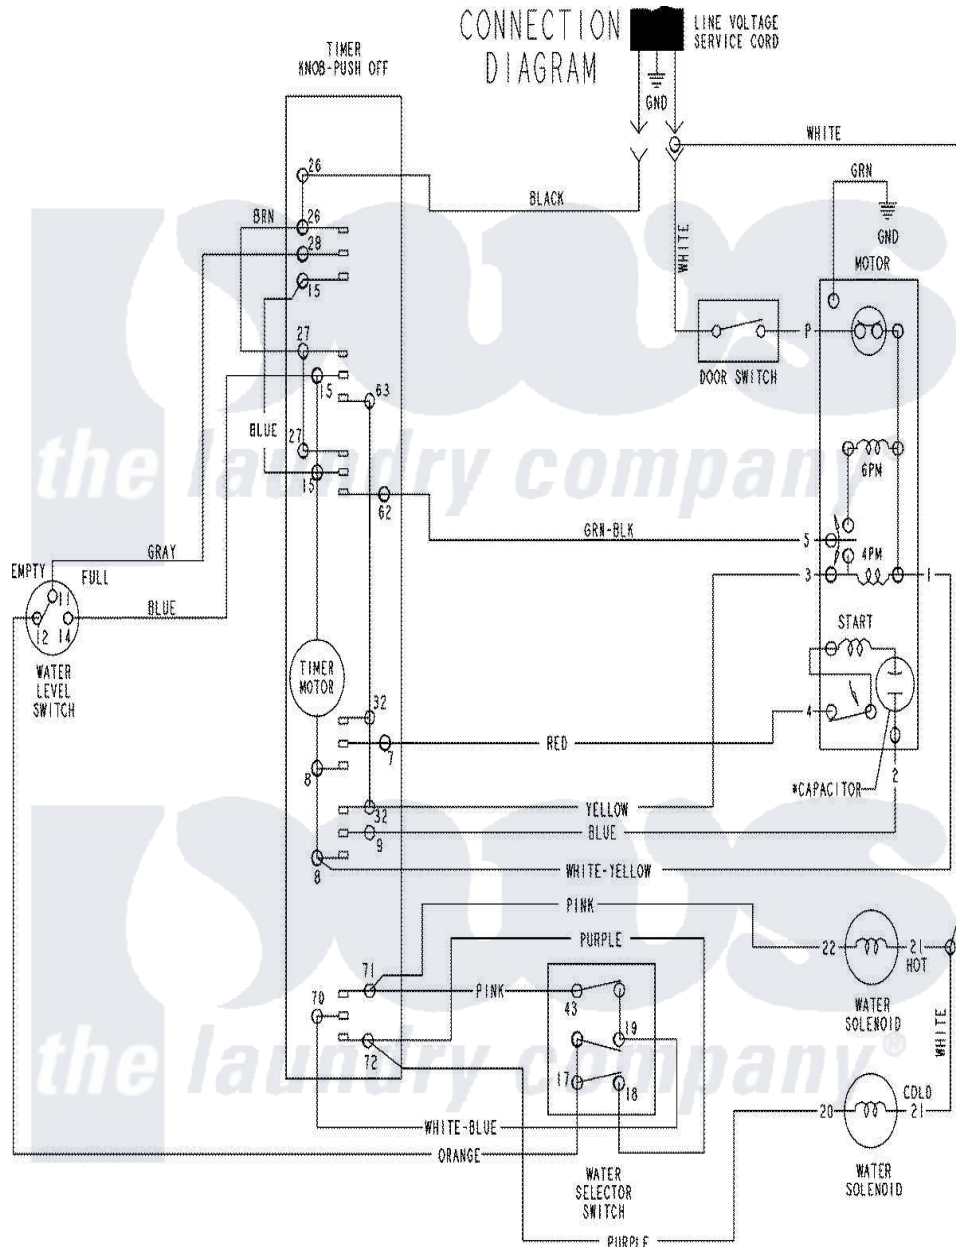 CONNECTION
DIAGRAM
LINE VOLTAGE
SERVICE CORD
TIMER
KNOB-PUSH OFF
GND
WHITE
26
BLACK
GRN
GND
BRN
26
28
15
WHITE
MOTOR
27
P
DOOR SWITCH
15
63
BLUE
27
15
the laundry company
6PM
62
GRN-BLK
5
4PM
GRAY
EMPTY
FULL
3
1
11
BLUE
12
14
START
WATER
LEVEL
SWITCH
TIMER
MOTOR
32
4
RED
7
8
2
*CAPACITOR
YELLOW
32
BLUE
9
8
WHITE-YELLOW
PINK
PURPLE
22
21
HOT
71
PINK
70
43
WATER
SOLENOID
19
WHITE
72
the laundry company®
17
18
COLD
20
21
WHITE-BLUE
ORANGE
WATER
SELECTOR
SWITCH
WATER
SOLENOID
PURPLE